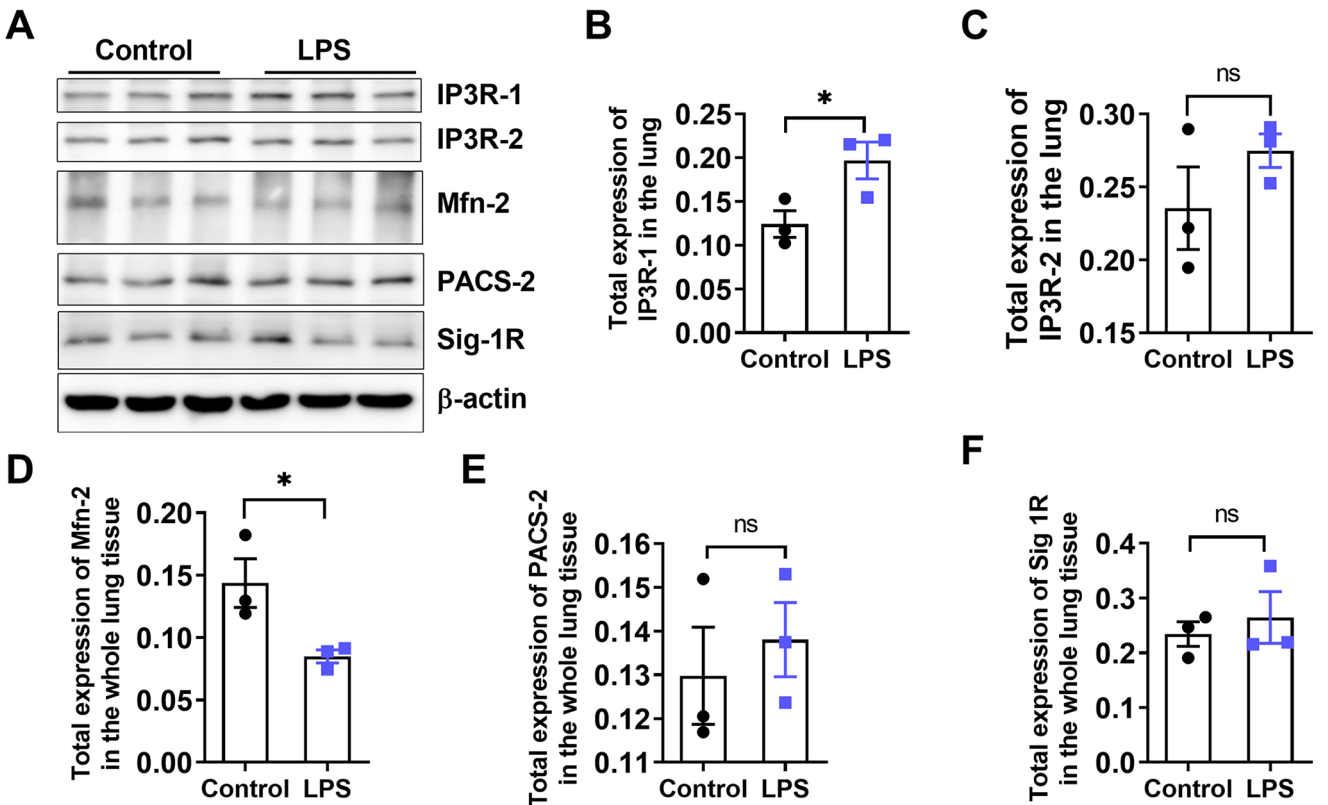 A
Control LPS
IP3R-1
IP3R-2
Mfn-2
PACS-2
Sig-1R
β-actin
B
*
Total expression of
IP3R-1 in the lung
0.25
0.20
0.15
0.10
0.05
0.00
Control LPS
C
ns
Total expression of
IP3R-2 in the lung
0.30
0.25
0.20
0.15
Control LPS
D
*
Total expression of Mfn-2
in the whole lung tissue
0.20
0.15
0.10
0.05
0.00
Control LPS
E
ns
Total expression of PACS-2
in the whole lung tissue
0.16
0.15
0.14
0.13
0.12
0.11
Control LPS
F
ns
Total expression of Sig 1R
in the whole lung tissue
0.4
0.3
0.2
0.1
0.0
Control LPS